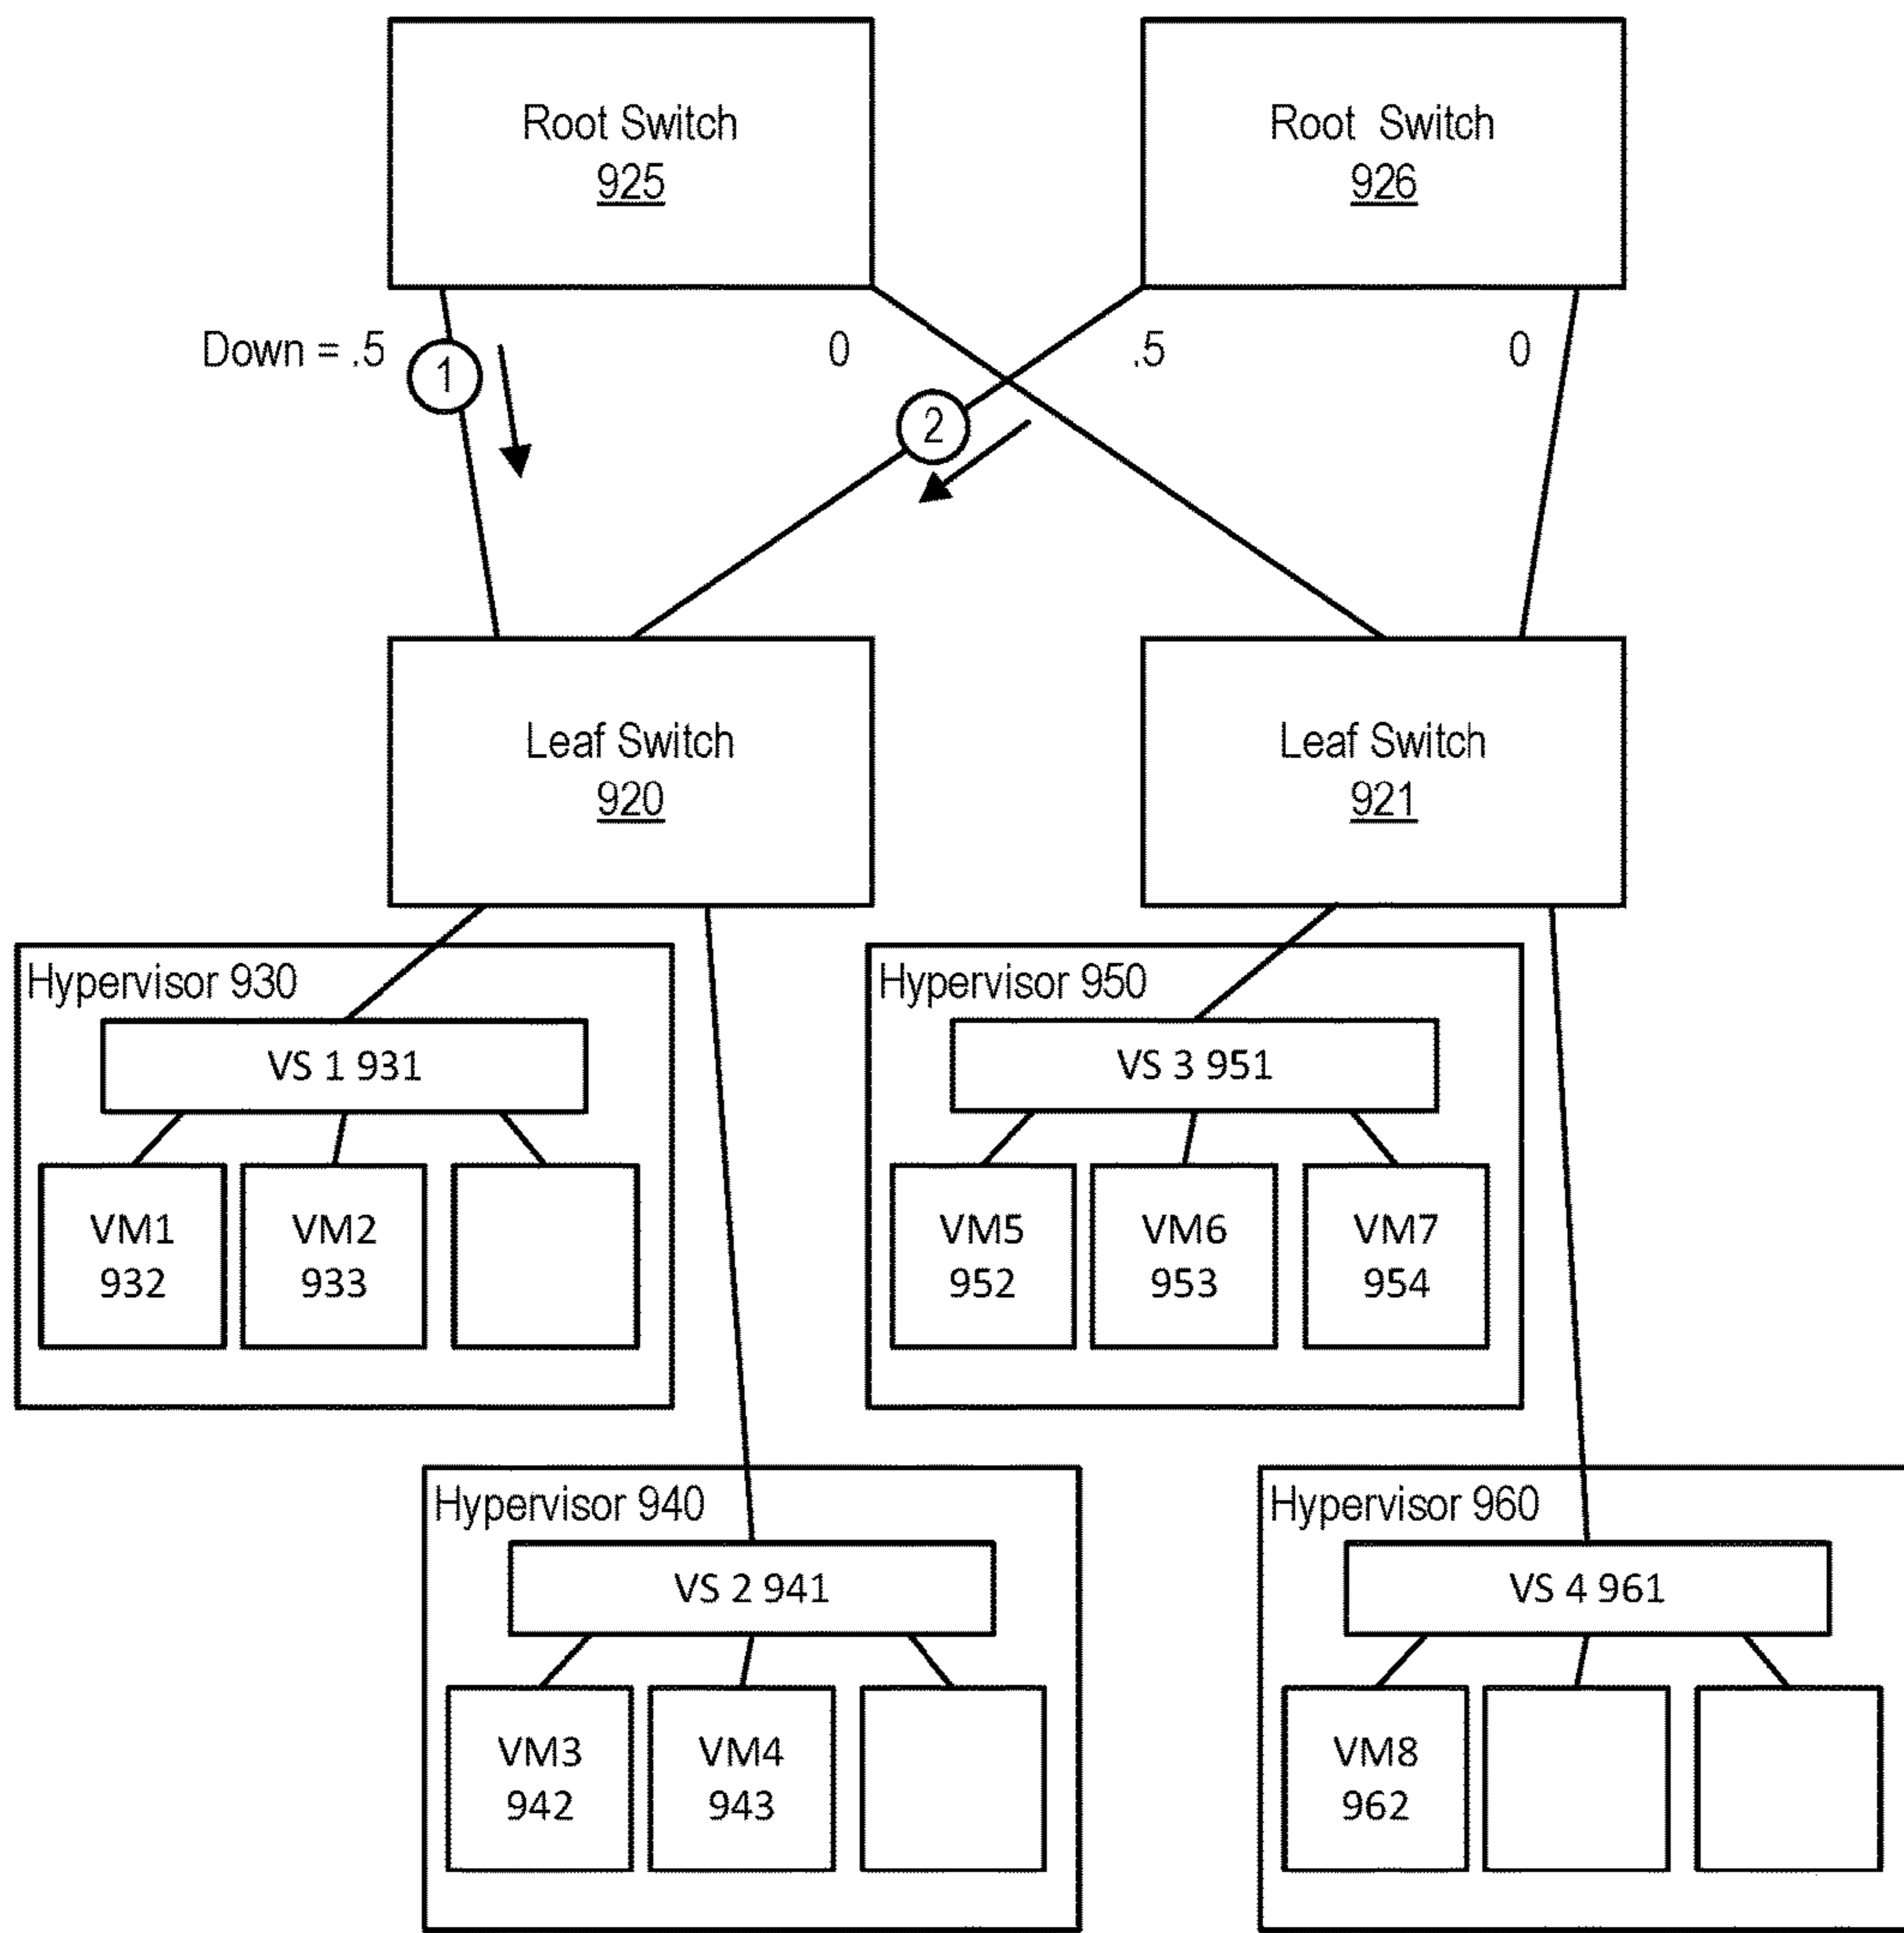 Root Switch
925
Root Switch
926
Down = .5
0
.5
0
1
2
Leaf Switch
920
Leaf Switch
921
Hypervisor 930
VS 1 931
VM1
932
VM2
933
Hypervisor 950
VS 3 951
VM5
952
VM6
953
VM7
954
Hypervisor 940
VS 2 941
VM3
942
VM4
943
Hypervisor 960
VS 4 961
VM8
962